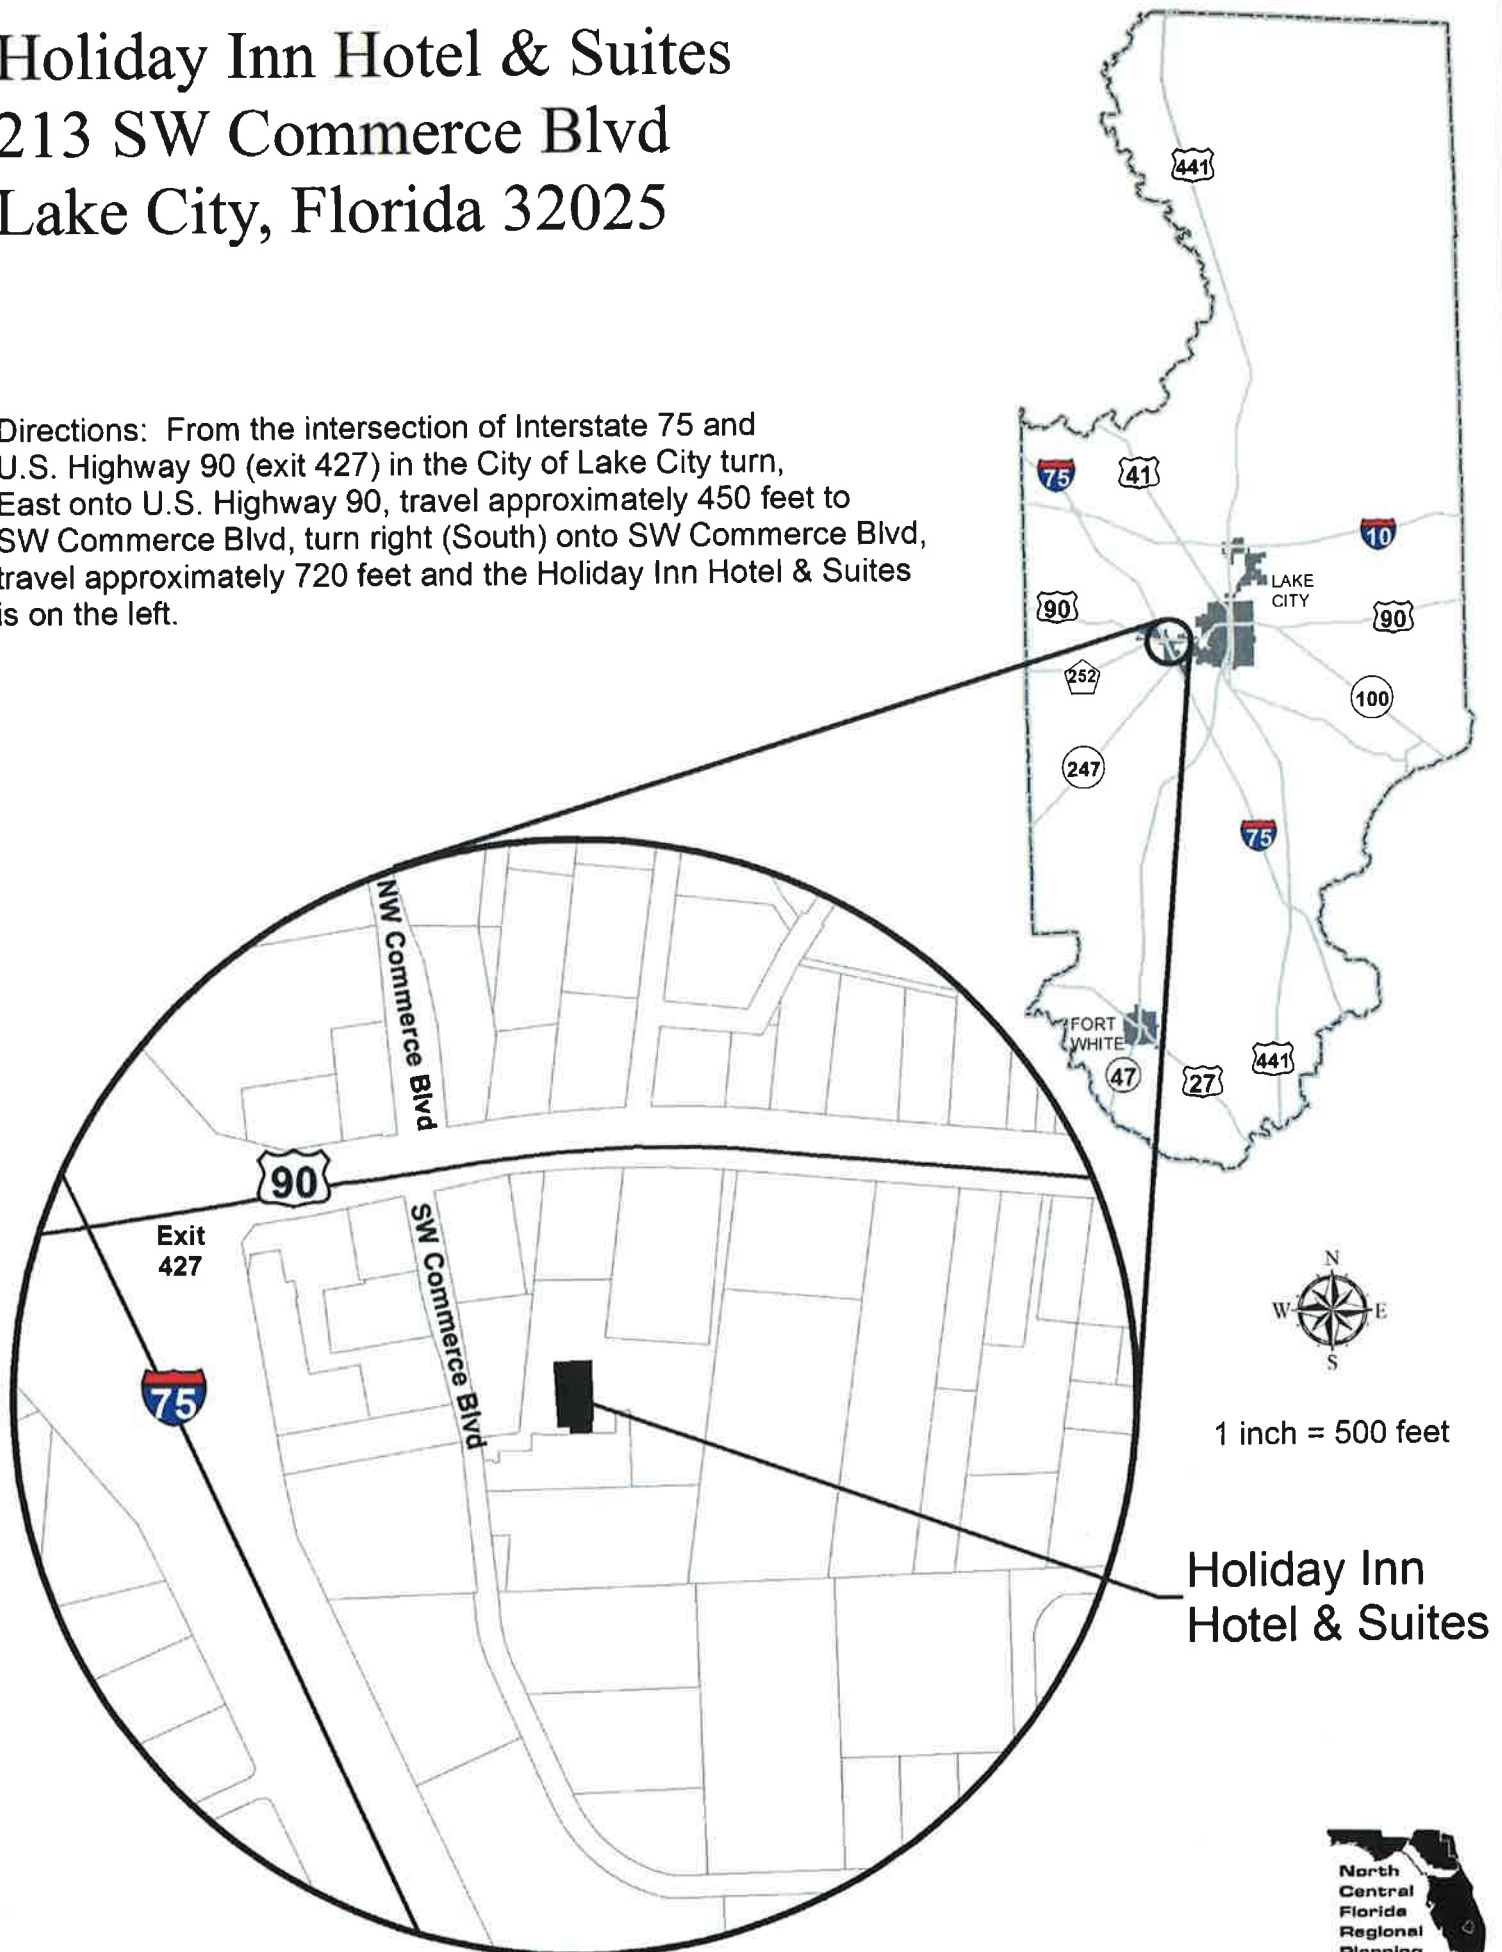 Holiday Inn Hotel & Suites
213 SW Commerce Blvd
Lake City, Florida 32025
Directions: From the intersection of Interstate 75 and
U.S. Highway 90 (exit 427) in the City of Lake City turn,
East onto U.S. Highway 90, travel approximately 450 feet to
SW Commerce Blvd, turn right (South) onto SW Commerce Blvd,
travel approximately 720 feet and the Holiday Inn Hotel & Suites
is on the left.
441
75
41
10
LAKE
CITY
90
90
252
100
247
75
FORT
WHITE
47
27
441
NW Commerce Blvd
90
Exit
427
SW Commerce Blvd
75
N
W
E
S
1 inch = 500 feet
Holiday Inn
Hotel & Suites
North
Central
Florida
Regional
Planning